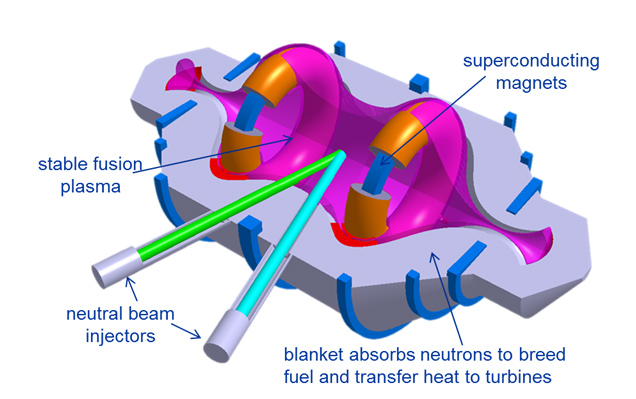 superconducting
magnets
stable fusion
plasma
neutral beam
injectors
blanket absorbs neutrons to breed
fuel and transfer heat to turbines